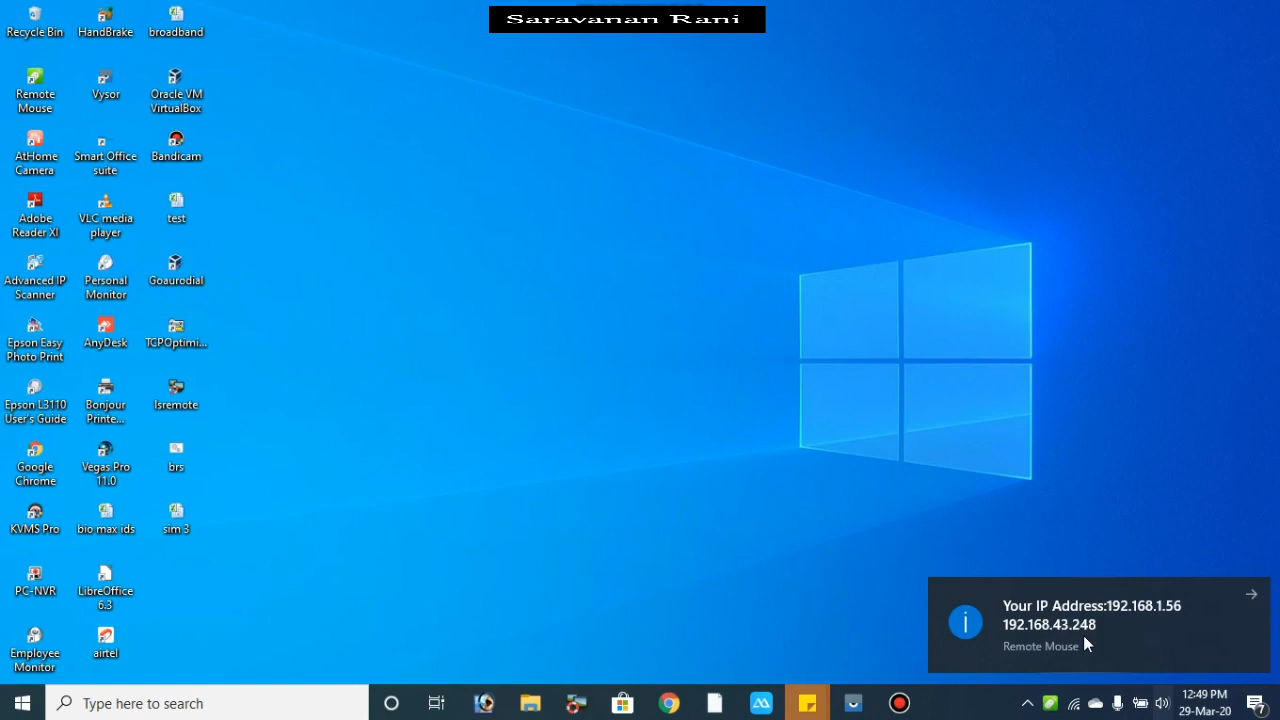 Saravanan Rani
Recycle Bin
HandBrake
broadband
Remote
Mouse
Vysor
Oracle VM
VirtualBox
AtHome
Camera
Smart Office
suite
Bandicam
Adobe
Reader XI
VLC media
player
test
Advanced IP
Scanner
Personal
Monitor
Goaurodial
Epson Easy
Photo Print
AnyDesk
TCPOptimi...
Epson L3110
User's Guide
Bonjour
Printe...
lsremote
Google
Chrome
Vegas Pro
11.0
brs
KVMS Pro
bio max ids
sim 3
PC-NVR
LibreOffice
6.3
Employee
Monitor
airtel
Your IP Address:192.168.1.56
192.168.43.248
Remote Mouse
Type here to search
12:49 PM
29-Mar-20
7